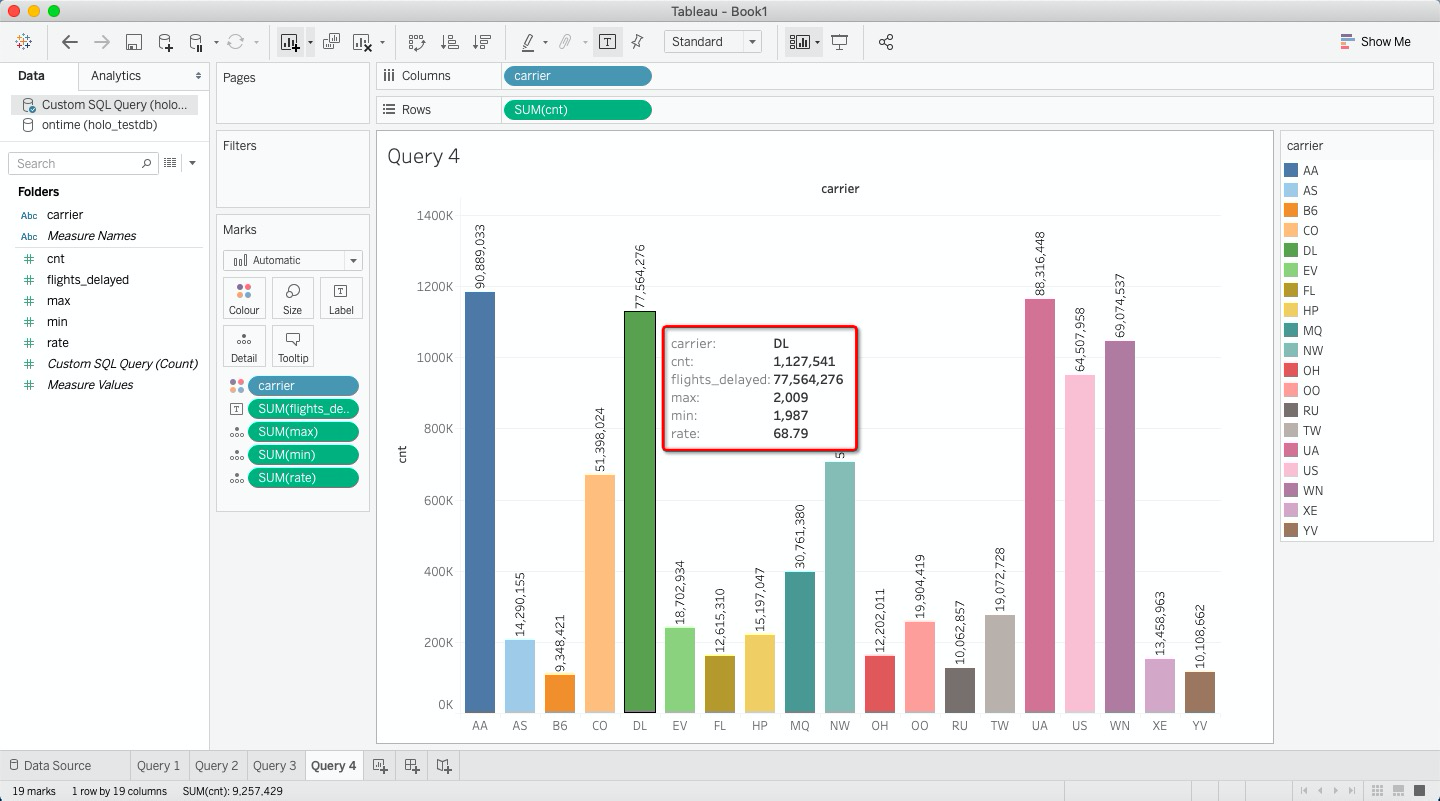 Tableau - Book1
Standard
Show Me
Data
Analytics
Custom SQL Query (holo...
ontime (holo_testdb)
Search
Folders
Abc carrier
Abc Measure Names
# cnt
# flights_delayed
# max
# min
# rate
# Custom SQL Query (Count)
# Measure Values
Pages
Filters
Marks
Automatic
Colour Size Label
Detail Tooltip
carrier
SUM(flights_de..
SUM(max)
SUM(min)
SUM(rate)
Columns carrier
Rows SUM(cnt)
Query 4
carrier
cnt
1400K
1200K
1000K
800K
600K
400K
200K
0K
90,889,033
14,290,155
9,348,421
51,398,024
77,564,276
18,702,934
12,615,310
15,197,047
30,761,380
12,202,011
19,904,419
10,062,857
19,072,728
88,316,448
64,507,958
69,074,537
13,458,963
10,108,662
carrier: DL
cnt: 1,127,541
flights_delayed: 77,564,276
max: 2,009
min: 1,987
rate: 68.79
AA AS B6 CO DL EV FL HP MQ NW OH OO RU TW UA US WN XE YV
carrier
AA
AS
B6
CO
DL
EV
FL
HP
MQ
NW
OH
OO
RU
TW
UA
US
WN
XE
YV
Data Source Query 1 Query 2 Query 3 Query 4
19 marks 1 row by 19 columns SUM(cnt): 9,257,429